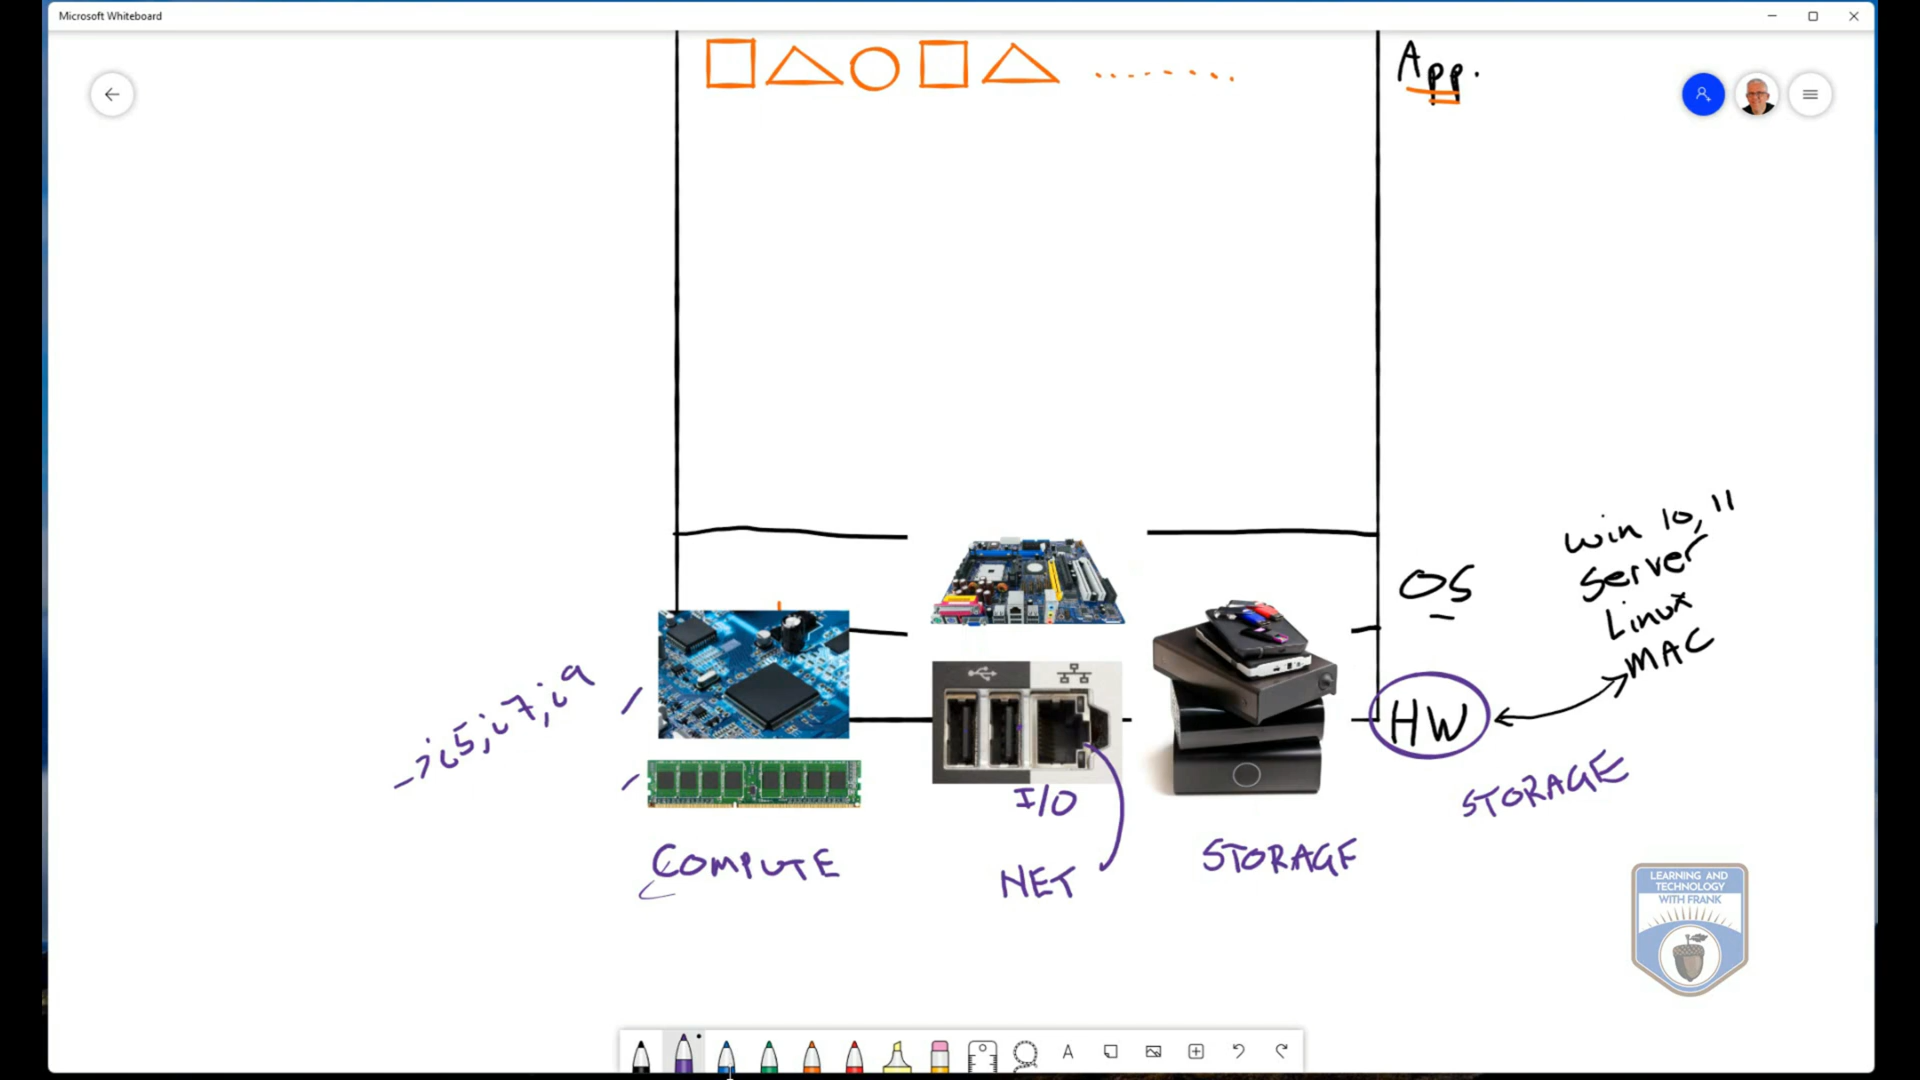 Microsoft Whiteboard
App.
Win 10, 11
Server
Linux
MAC
OS
HW
→ i5, i7, i9
I/O
STORAGE
COMPUTE
NET
STORAGE
LEARNING AND
TECHNOLOGY
WITH FRANK
A